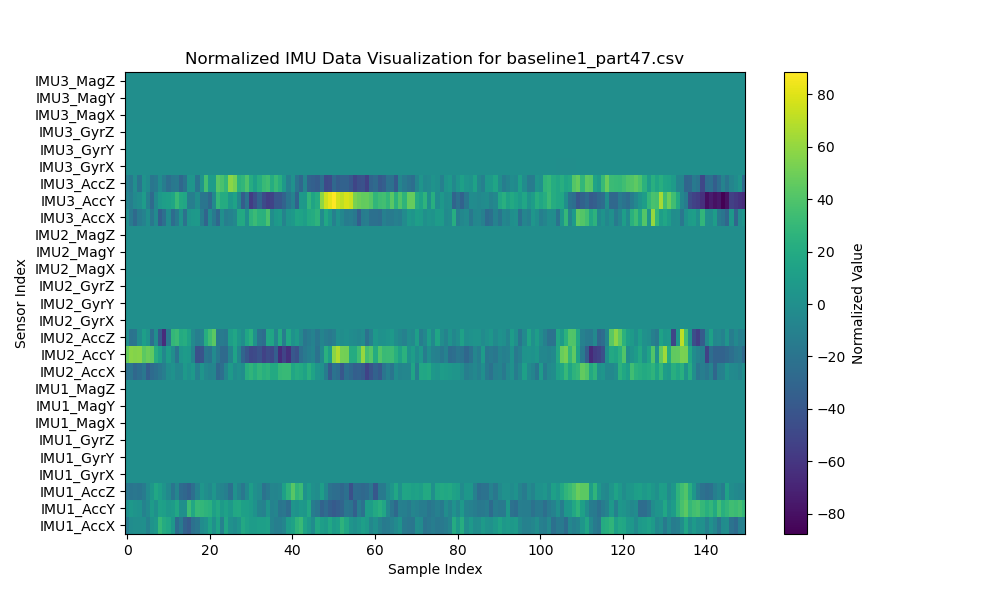 Normalized IMU Data Visualization for baseline1_part47.csv
IMU3_MagZ
IMU3_MagY
IMU3_MagX
IMU3_GyrZ
IMU3_GyrY
IMU3_GyrX
IMU3_AccZ
IMU3_AccY
IMU3_AccX
IMU2_MagZ
IMU2_MagY
IMU2_MagX
IMU2_GyrZ
IMU2_GyrY
IMU2_GyrX
IMU2_AccZ
IMU2_AccY
IMU2_AccX
IMU1_MagZ
IMU1_MagY
IMU1_MagX
IMU1_GyrZ
IMU1_GyrY
IMU1_GyrX
IMU1_AccZ
IMU1_AccY
IMU1_AccX
Sensor Index
0 20 40 60 80 100 120 140
Sample Index
80
60
40
20
0
−20
−40
−60
−80
Normalized Value